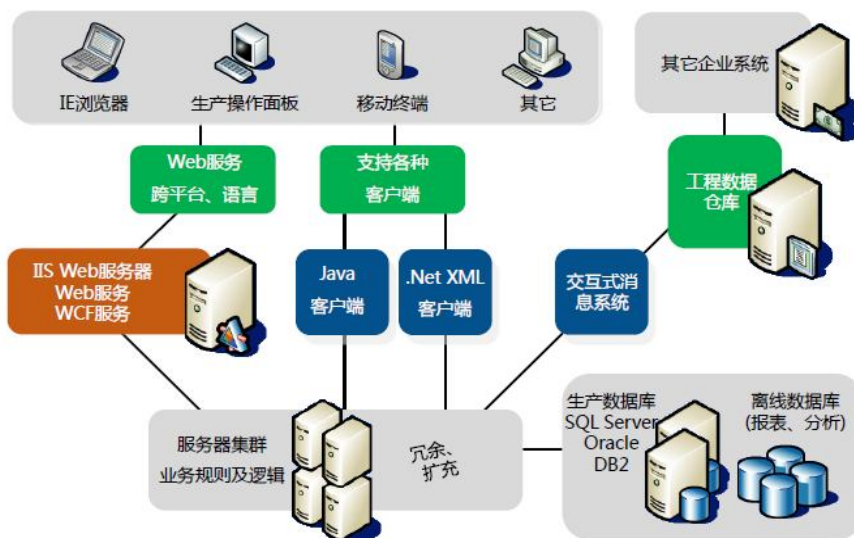 IE浏览器
生产操作面板
移动终端
其它
其它企业系统
Web服务
跨平台、语言
支持各种
客户端
工程数据
仓库
IIS Web服务器
Web服务
WCF服务
Java
客户端
.Net XML
客户端
交互式消
息系统
服务器集群
业务规则及逻辑
冗余、
扩充
生产数据库
SQL Server
Oracle
DB2
离线数据库
(报表、分析)